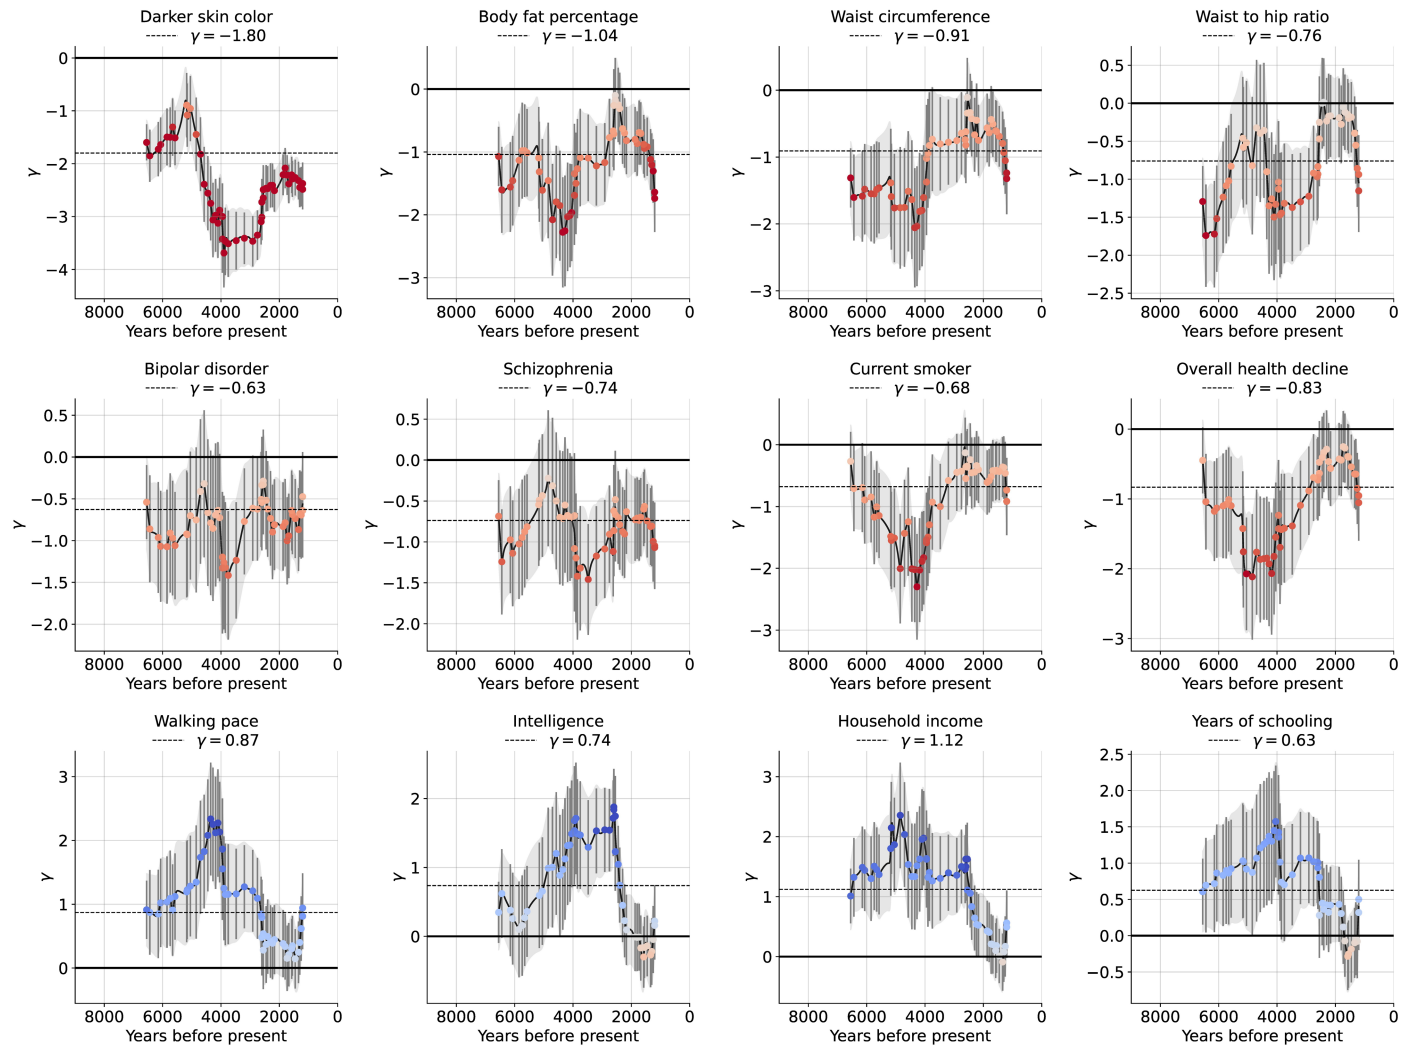 Darker skin color
γ = −1.80
0
−1
−2
−3
−4
γ
8000 6000 4000 2000 0
Years before present
Body fat percentage
γ = −1.04
0
−1
−2
−3
γ
8000 6000 4000 2000 0
Years before present
Waist circumference
γ = −0.91
0
−1
−2
−3
γ
8000 6000 4000 2000 0
Years before present
Waist to hip ratio
γ = −0.76
0.5
0.0
−0.5
−1.0
−1.5
−2.0
−2.5
γ
8000 6000 4000 2000 0
Years before present
Bipolar disorder
γ = −0.63
0.5
0.0
−0.5
−1.0
−1.5
−2.0
γ
8000 6000 4000 2000 0
Years before present
Schizophrenia
γ = −0.74
0.5
0.0
−0.5
−1.0
−1.5
−2.0
γ
8000 6000 4000 2000 0
Years before present
Current smoker
γ = −0.68
0
−1
−2
−3
γ
8000 6000 4000 2000 0
Years before present
Overall health decline
γ = −0.83
0
−1
−2
−3
γ
8000 6000 4000 2000 0
Years before present
Walking pace
γ = 0.87
3
2
1
0
γ
8000 6000 4000 2000 0
Years before present
Intelligence
γ = 0.74
2
1
0
γ
8000 6000 4000 2000 0
Years before present
Household income
γ = 1.12
3
2
1
0
γ
8000 6000 4000 2000 0
Years before present
Years of schooling
γ = 0.63
2.5
2.0
1.5
1.0
0.5
0.0
−0.5
γ
8000 6000 4000 2000 0
Years before present